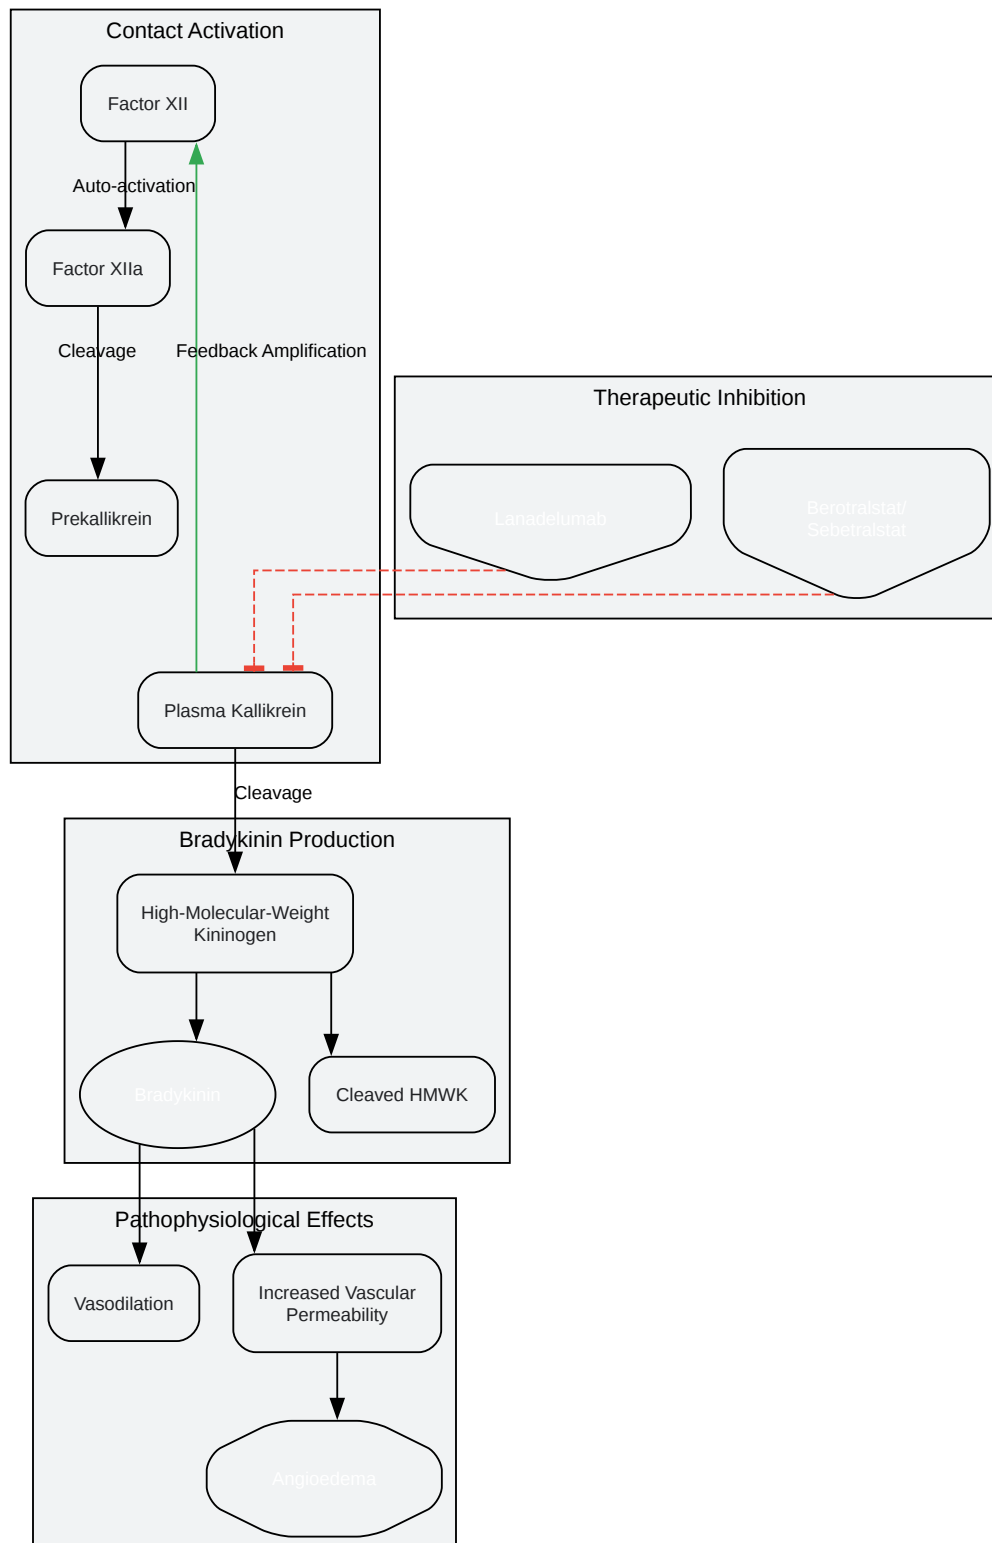 Contact Activation
Factor XII
Auto-activation
Factor XIIa
Cleavage
Feedback Amplification
Prekallikrein
Plasma Kallikrein
Therapeutic Inhibition
Lanadelumab
Berotralstat/
Sebetralstat
Cleavage
Bradykinin Production
High-Molecular-Weight
Kininogen
Bradykinin
Cleaved HMWK
Pathophysiological Effects
Vasodilation
Increased Vascular
Permeability
Angioedema